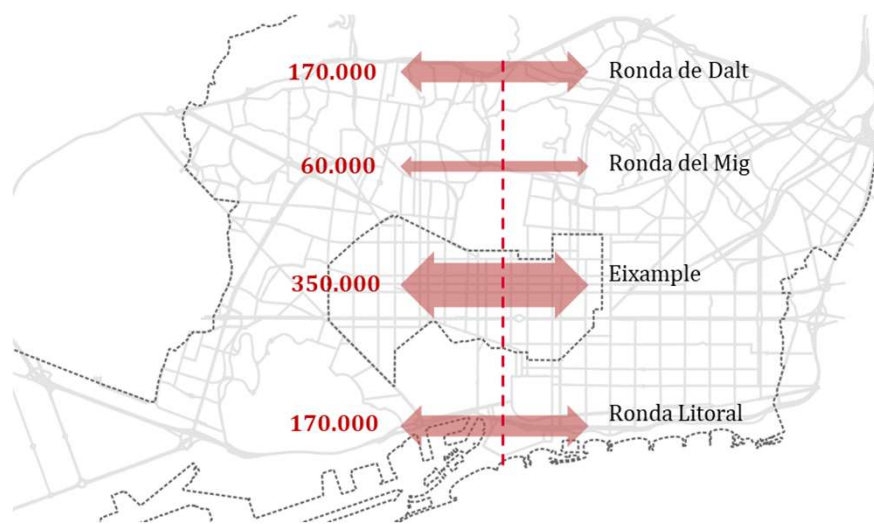 170.000 Ronda de Dalt
60.000 Ronda del Mig
350.000 Eixample
170.000 Ronda Litoral